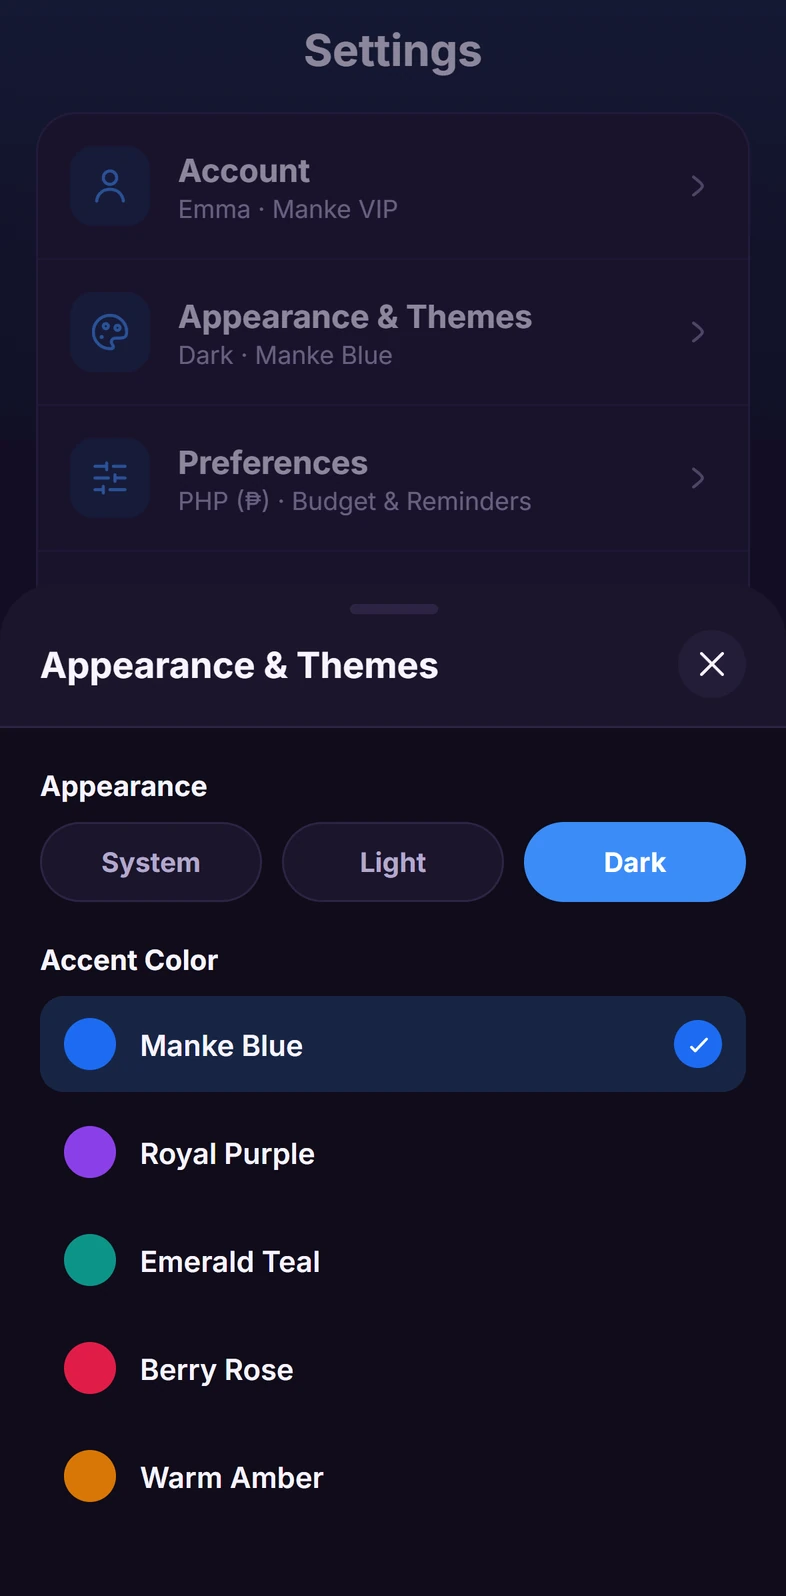 Settings
Account
Emma · Manke VIP
Appearance & Themes
Dark · Manke Blue
Preferences
PHP (₱) · Budget & Reminders
Appearance & Themes
Appearance
System
Light
Dark
Accent Color
Manke Blue
Royal Purple
Emerald Teal
Berry Rose
Warm Amber